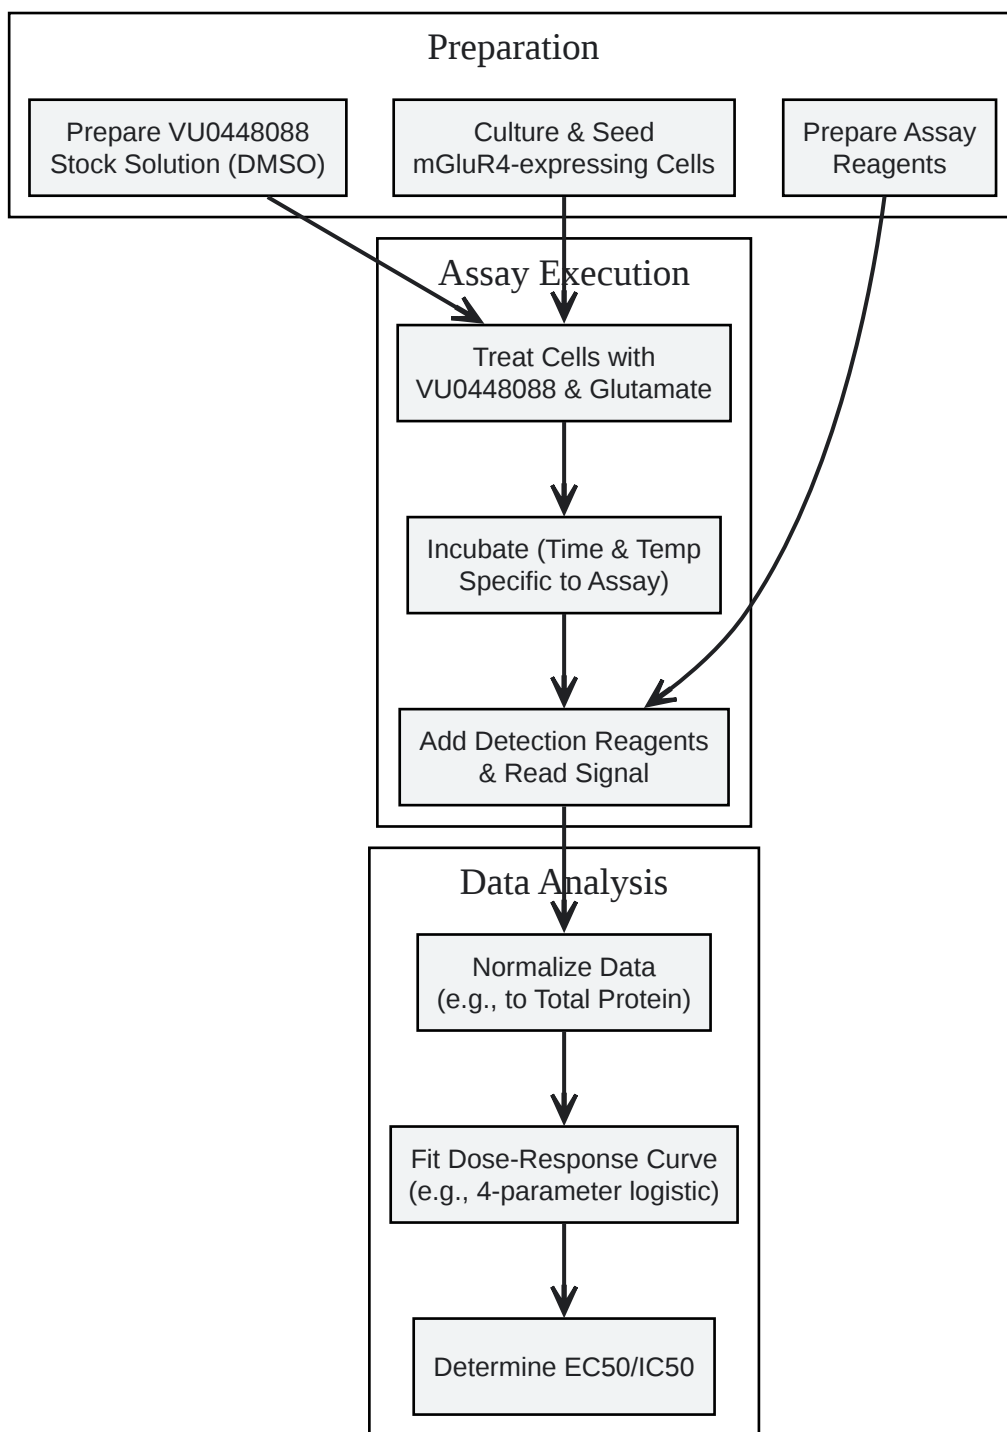 Preparation
Prepare VU0448088
Stock Solution (DMSO)
Culture & Seed
mGluR4-expressing Cells
Prepare Assay
Reagents
Assay Execution
Treat Cells with
VU0448088 & Glutamate
Incubate (Time & Temp
Specific to Assay)
Add Detection Reagents
& Read Signal
Data Analysis
Normalize Data
(e.g., to Total Protein)
Fit Dose-Response Curve
(e.g., 4-parameter logistic)
Determine EC50/IC50